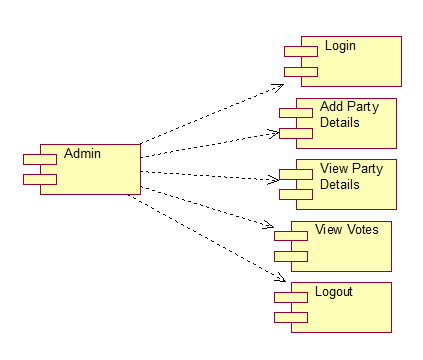 Login
Add Party
Details
Admin
View Party
Details
View Votes
Logout